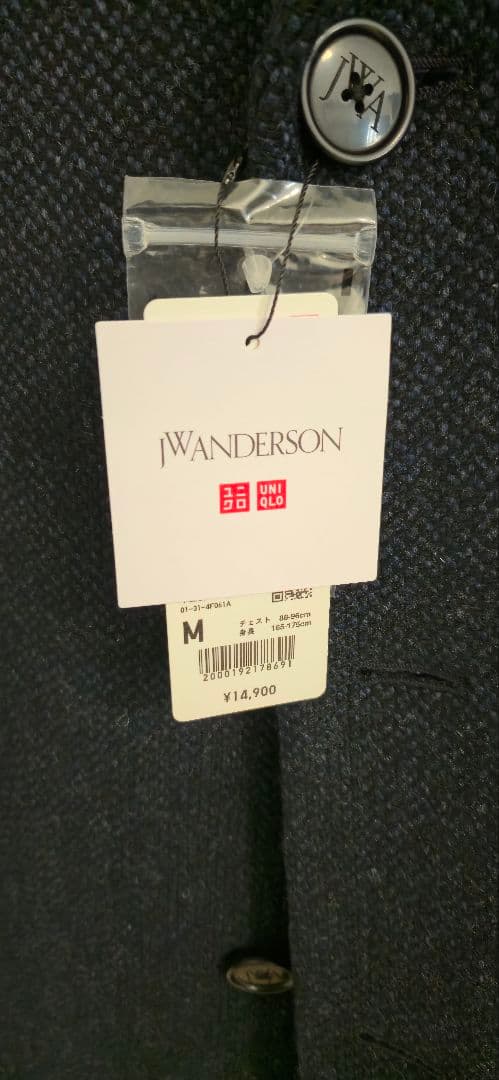 JWA
JWANDERSON
ユニ
クロ
UNI
QLO
01-31-4F061A
M
チェスト 88-96cm
身長 165-175cm
2000192178691
¥14,900